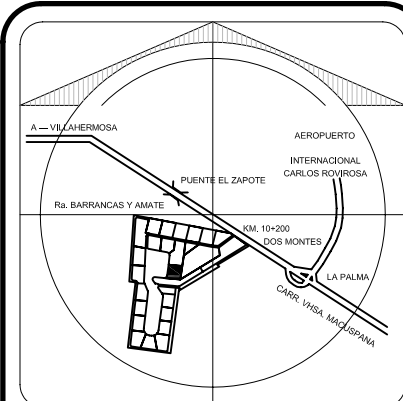 A — VILLAHERMOSA
AEROPUERTO
INTERNACIONAL
CARLOS ROVIROSA
PUENTE EL ZAPOTE
Ra. BARRANCAS Y AMATE
KM. 10+200
DOS MONTES
LA PALMA
CARR. VHSA. MACUSPANA